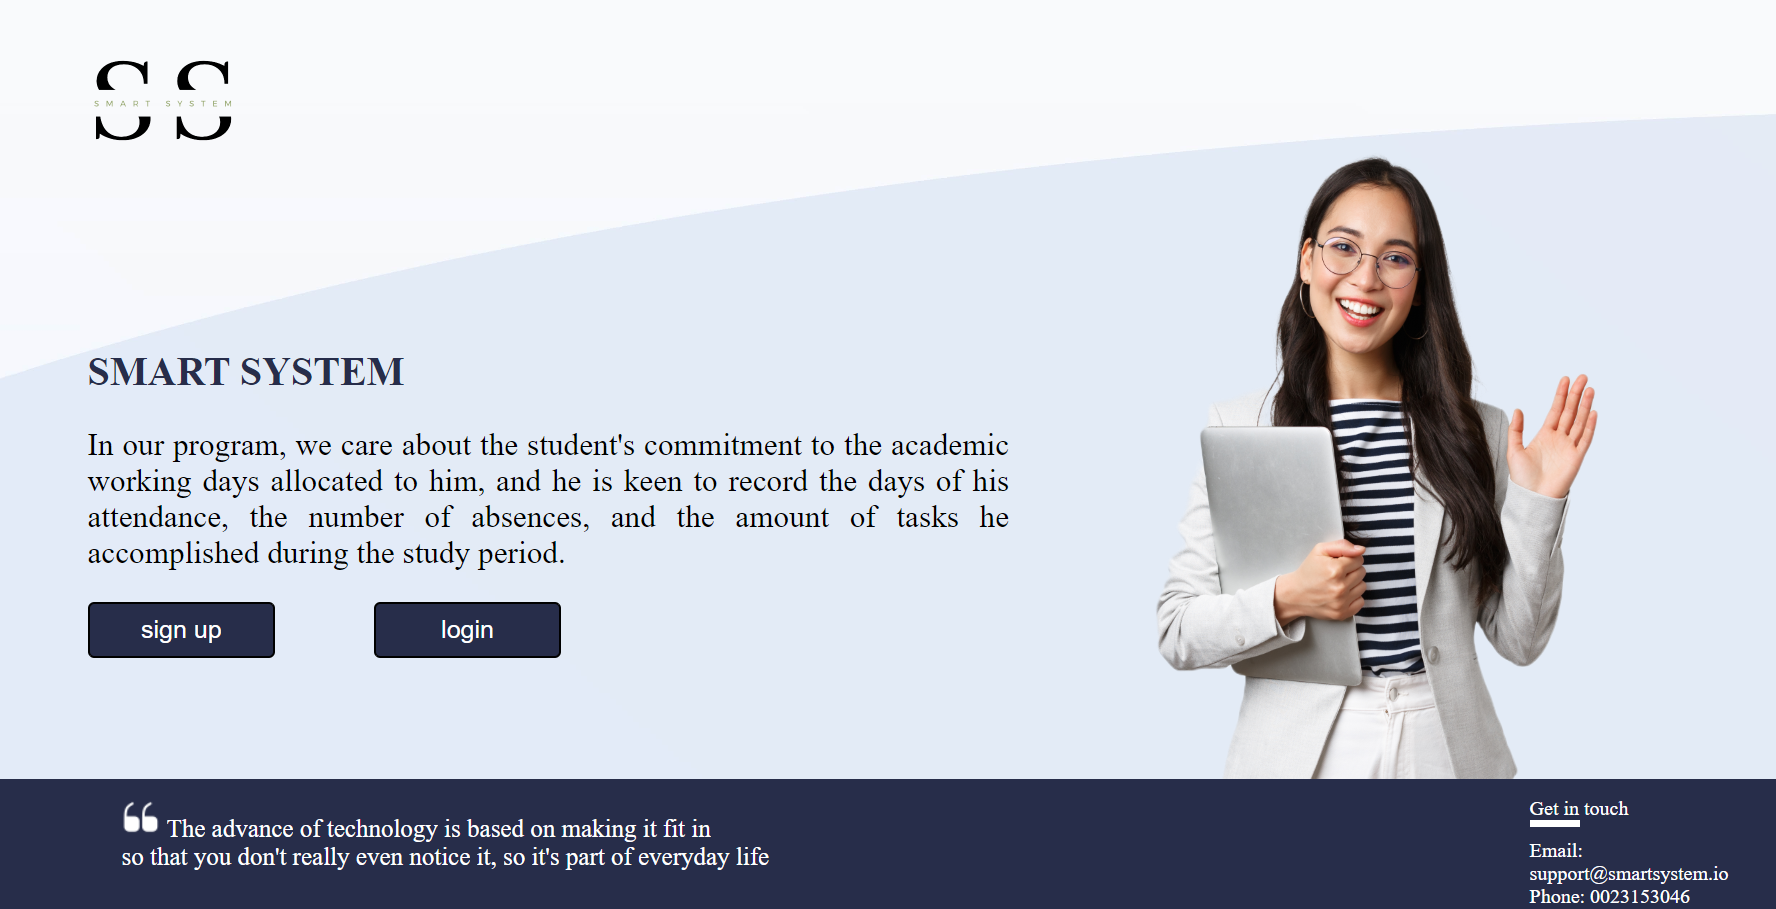 SS
SMART SYSTEM
SMART SYSTEM
In our program, we care about the student's commitment to the academic
working days allocated to him, and he is keen to record the days of his
attendance, the number of absences, and the amount of tasks he
accomplished during the study period.
sign up
login
“ The advance of technology is based on making it fit in
so that you don't really even notice it, so it's part of everyday life
Get in touch
Email:
support@smartsystem.io
Phone: 0023153046